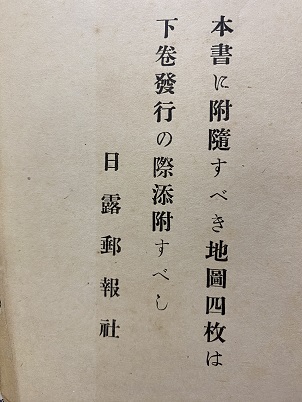 本書に附隨すべき地圖四枚は
下卷發行の際添附すべし
日露郵報社